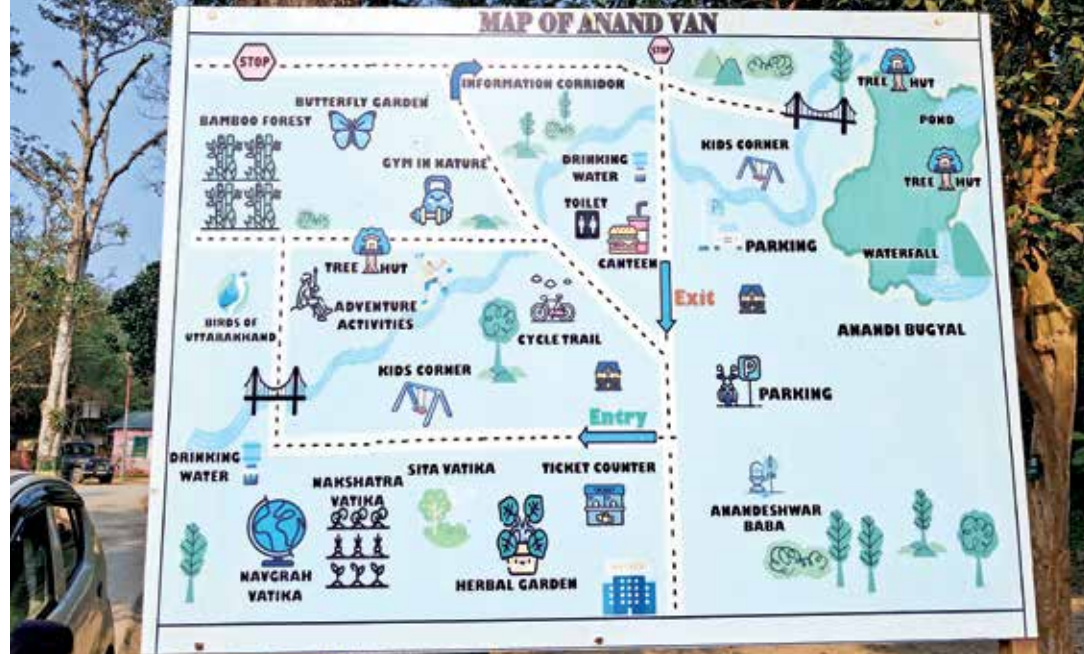 MAP OF ANAND VAN
STOP
STOP
INFORMATION CORRIDOR
TREE HUT
BUTTERFLY GARDEN
BAMBOO FOREST
POND
KIDS CORNER
DRINKING
WATER
GYM IN NATURE
TREE HUT
TOILET
PARKING
CANTEEN
WATERFALL
TREE HUT
Exit
ADVENTURE
ACTIVITIES
BIRDS OF
UTTARAKHAND
CYCLE TRAIL
ANANDI BUGYAL
KIDS CORNER
P
PARKING
Entry
DRINKING
WATER
SITA VATIKA
TICKET COUNTER
NAKSHATRA
VATIKA
ANANDESHWAR
BABA
NAVGRAH
VATIKA
HERBAL GARDEN